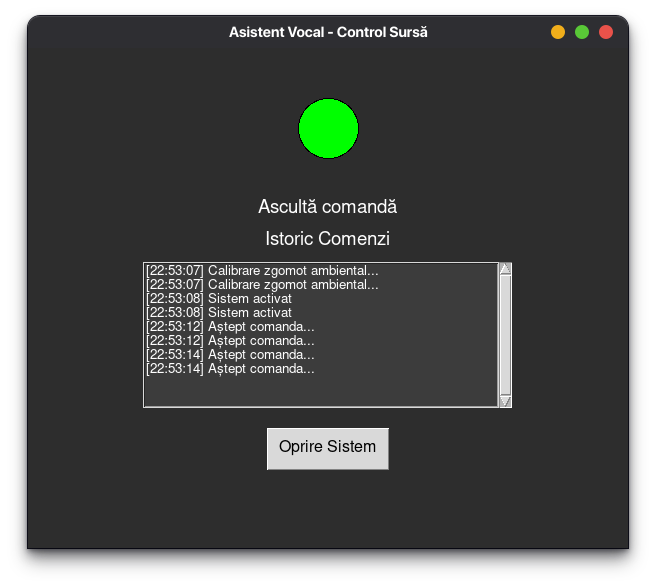 Asistent Vocal - Control Sursă
Ascultă comandă
Istoric Comenzi
[22:53:07] Calibrare zgomot ambiental...
[22:53:07] Calibrare zgomot ambiental...
[22:53:08] Sistem activat
[22:53:08] Sistem activat
[22:53:12] Aștept comanda...
[22:53:12] Aștept comanda...
[22:53:14] Aștept comanda...
[22:53:14] Aștept comanda...
Oprire Sistem